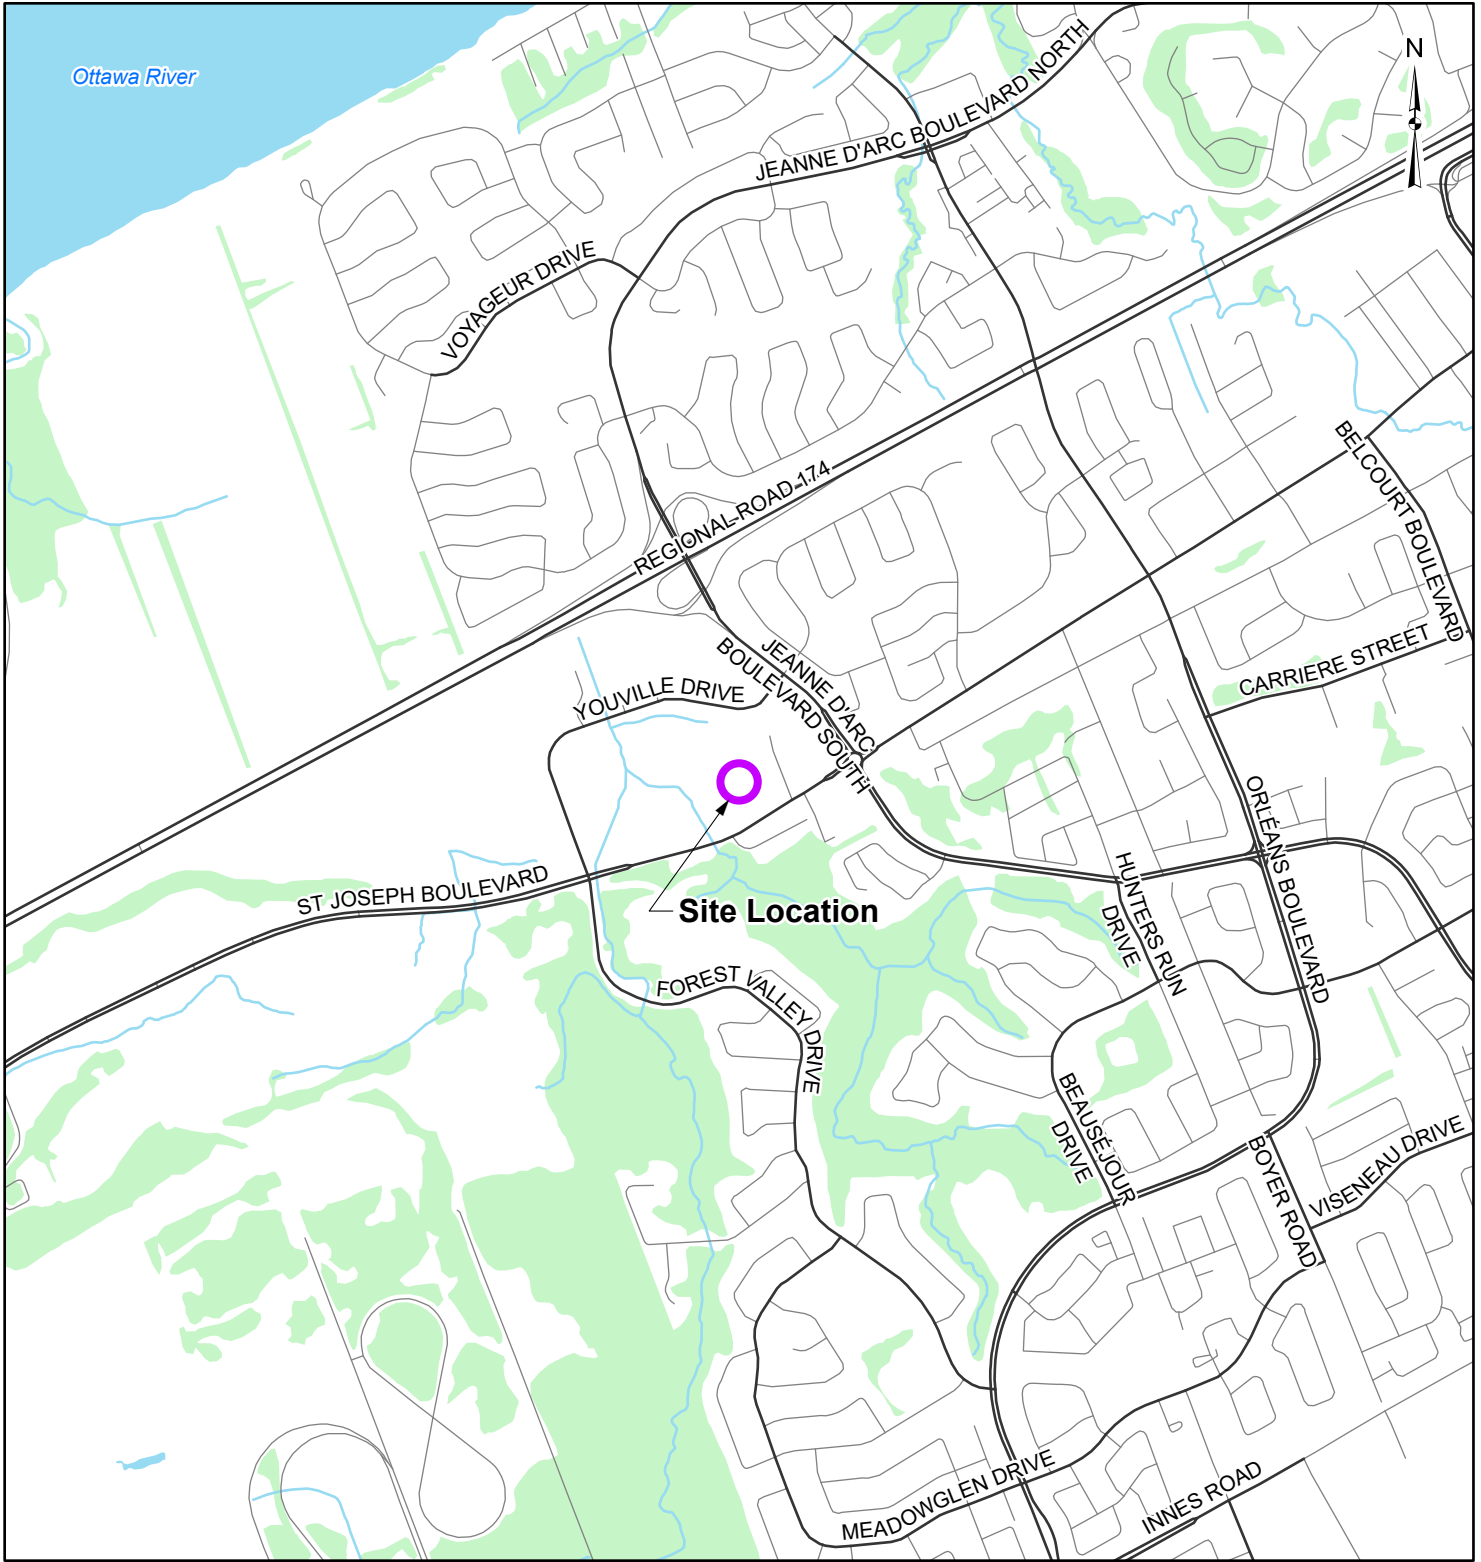 Ottawa River
N
JEANNE D'ARC BOULEVARD NORTH
VOYAGEUR DRIVE
REGIONAL ROAD 174
BELCOURT BOULEVARD
CARRIERE STREET
JEANNE D'ARC
BOULEVARD SOUTH
YOUVILLE DRIVE
ORLÉANS BOULEVARD
HUNTERS RUN
DRIVE
ST JOSEPH BOULEVARD
Site Location
FOREST VALLEY DRIVE
BEAUSÉJOUR
DRIVE
BOYER ROAD
VISENEAU DRIVE
MEADOWGLEN DRIVE
INNES ROAD